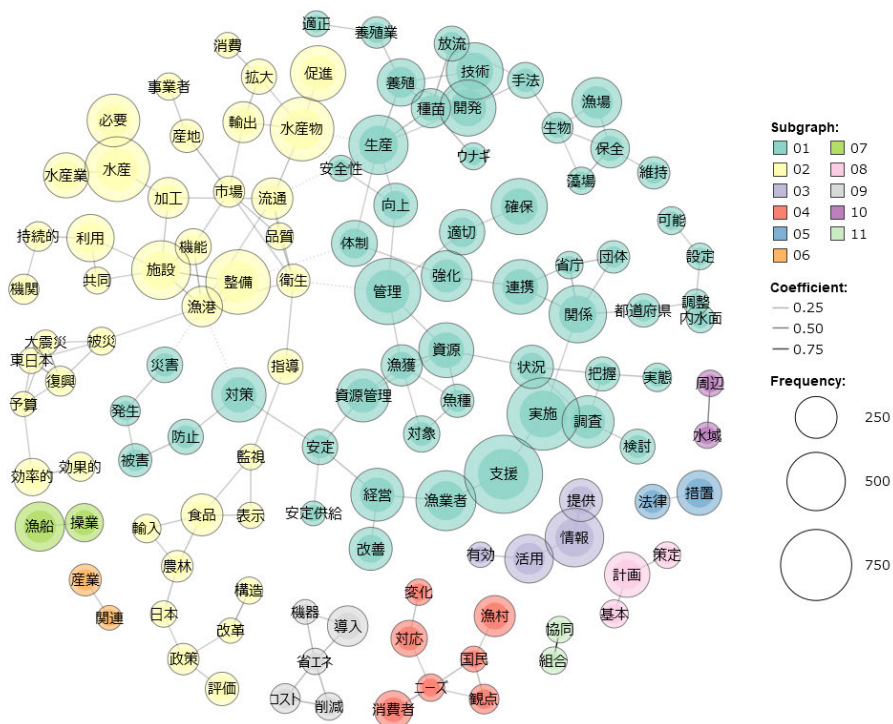 適正
養殖業
消費
拡大
促進
放流
技術
手法
事業者
養殖
種苗
開発
漁場
必要
産地
輸出
水産物
生産
生物
保全
ウナギ
水産業
水産
安全性
藻場
維持
加工
市場
流通
向上
確保
持続的
利用
機能
品質
体制
適切
可能
機関
共同
施設
整備
衛生
管理
強化
連携
省庁
団体
設定
漁港
関係
都道府県
調整
内水面
大震災
被災
東日本
復興
予算
災害
指導
漁獲
資源
状況
把握
実態
対策
資源管理
魚種
実施
調査
周辺
水域
発生
防止
対象
検討
被害
安定
監視
効率的
効果的
経営
漁業者
支援
漁船
操業
食品
表示
安定供給
改善
輸入
農林
提供
情報
有効
活用
法律
措置
産業
関連
日本
構造
改革
政策
評価
機器
導入
省エネ
コスト
削減
変化
対応
漁村
国民
ニーズ
消費者
観点
協同
組合
計画
策定
基本
Subgraph:
01 07
02 08
03 09
04 10
05 11
06
Coefficient:
0.25
0.50
0.75
Frequency:
250
500
750